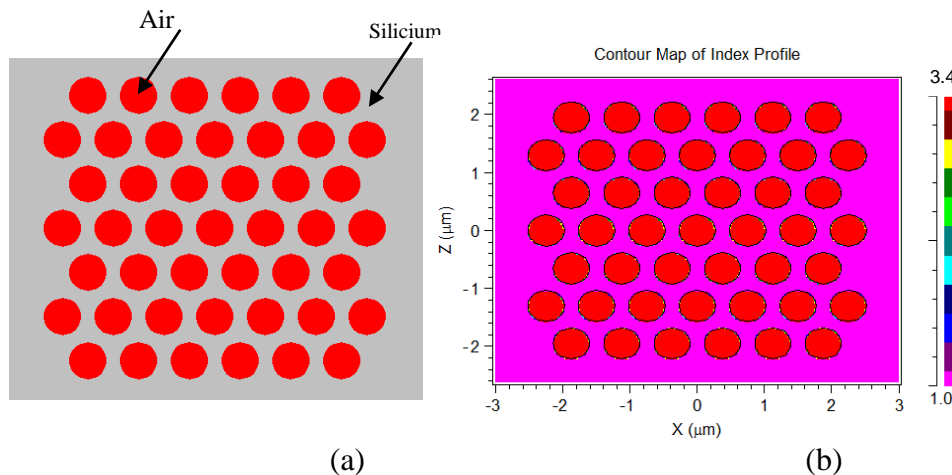 Air
Silicium
Contour Map of Index Profile
3.4
2
1
0
-1
-2
Z (μm)
1.0
-3 -2 -1 0 1 2 3
X (μm)
(a) (b)